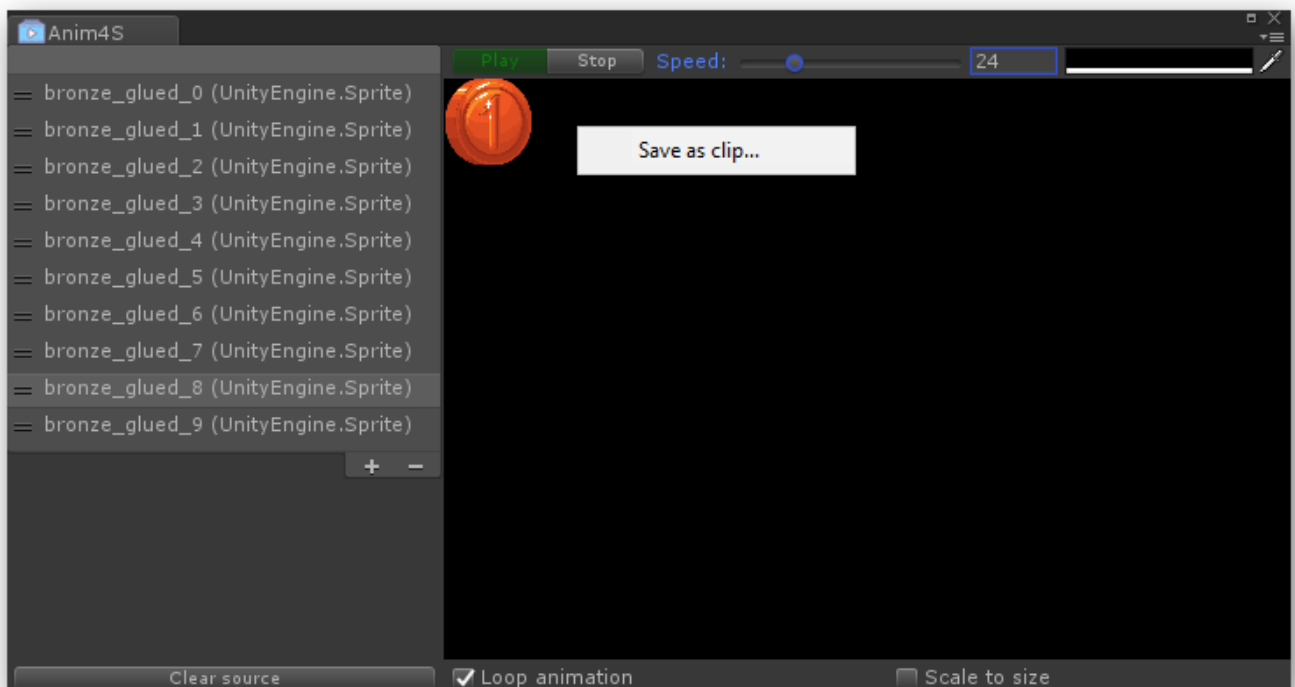 Anim4S
Play Stop Speed: 24
bronze_glued_0 (UnityEngine.Sprite)
bronze_glued_1 (UnityEngine.Sprite)
bronze_glued_2 (UnityEngine.Sprite)
bronze_glued_3 (UnityEngine.Sprite)
bronze_glued_4 (UnityEngine.Sprite)
bronze_glued_5 (UnityEngine.Sprite)
bronze_glued_6 (UnityEngine.Sprite)
bronze_glued_7 (UnityEngine.Sprite)
bronze_glued_8 (UnityEngine.Sprite)
bronze_glued_9 (UnityEngine.Sprite)
+ −
Clear source
1
Save as clip...
Loop animation
Scale to size